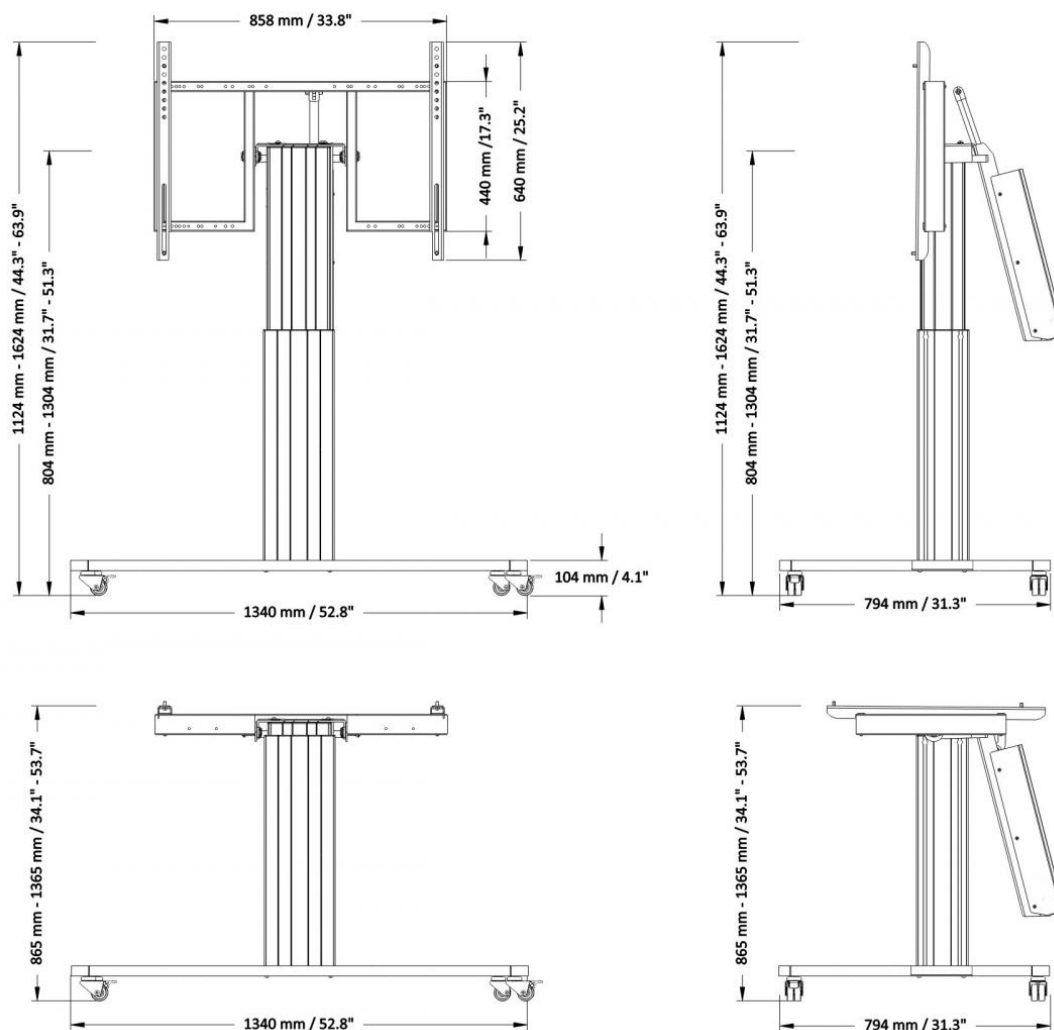 858 mm / 33.8"
1124 mm - 1624 mm / 44.3" - 63.9"
804 mm - 1304 mm / 31.7" - 51.3"
440 mm /17.3"
640 mm / 25.2"
104 mm / 4.1"
1340 mm / 52.8"
1124 mm - 1624 mm / 44.3" - 63.9"
804 mm - 1304 mm / 31.7" - 51.3"
794 mm / 31.3"
865 mm - 1365 mm / 34.1" - 53.7"
1340 mm / 52.8"
865 mm - 1365 mm / 34.1" - 53.7"
794 mm / 31.3"